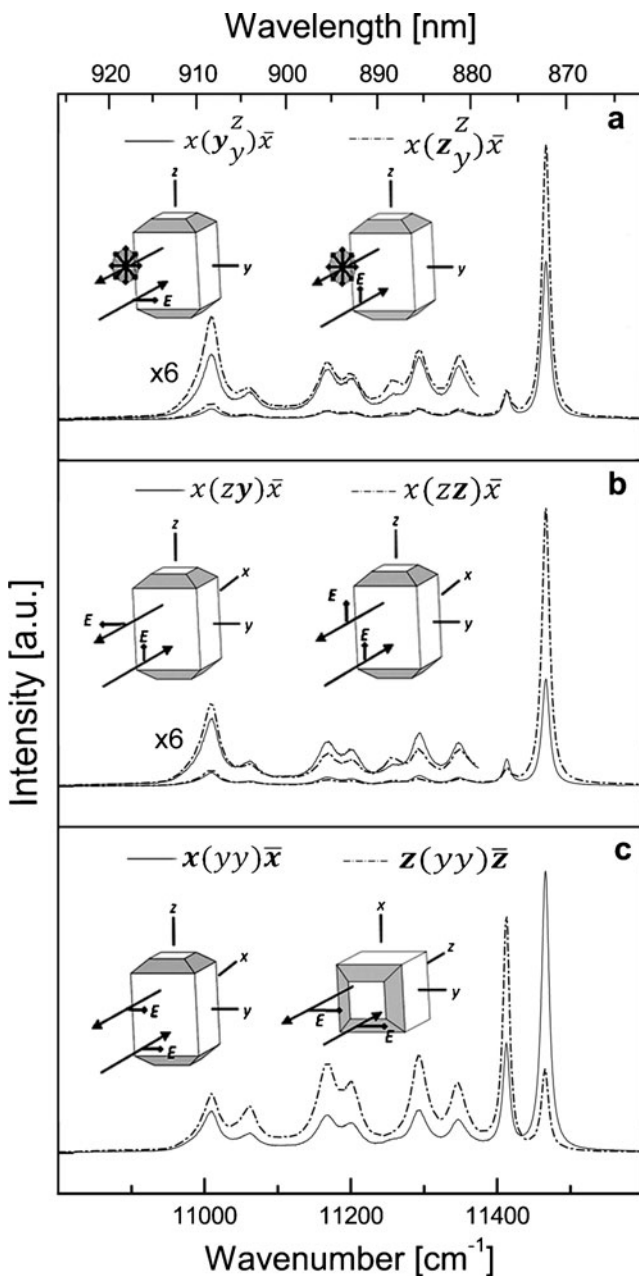 Wavelength [nm]
920 910 900 890 880 870
a
x(y_y^z)x̄ x(z_y^z)x̄
z z
y y
E E
x6
b
x(zy)x̄ x(zz)x̄
z z
x x
E E
y y
E E
x6
c
x(yy)x̄ z(yy)z̄
z x
x z
y y
E E
E E
Intensity [a.u.]
11000 11200 11400
Wavenumber [cm⁻¹]